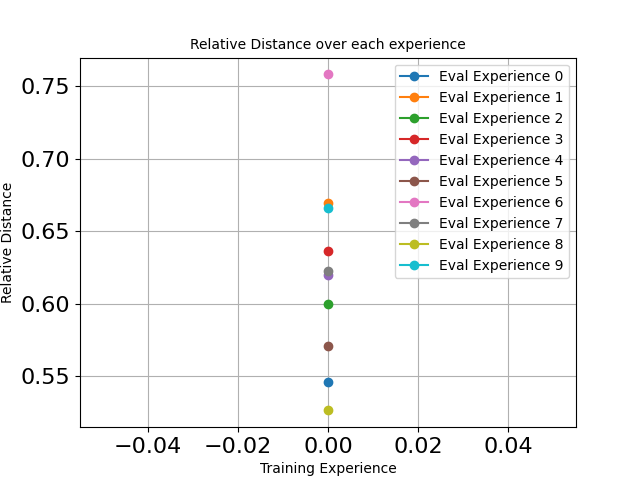 Relative Distance over each experience
Relative Distance
0.75
0.70
0.65
0.60
0.55
Eval Experience 0
Eval Experience 1
Eval Experience 2
Eval Experience 3
Eval Experience 4
Eval Experience 5
Eval Experience 6
Eval Experience 7
Eval Experience 8
Eval Experience 9
−0.04 −0.02 0.00 0.02 0.04
Training Experience